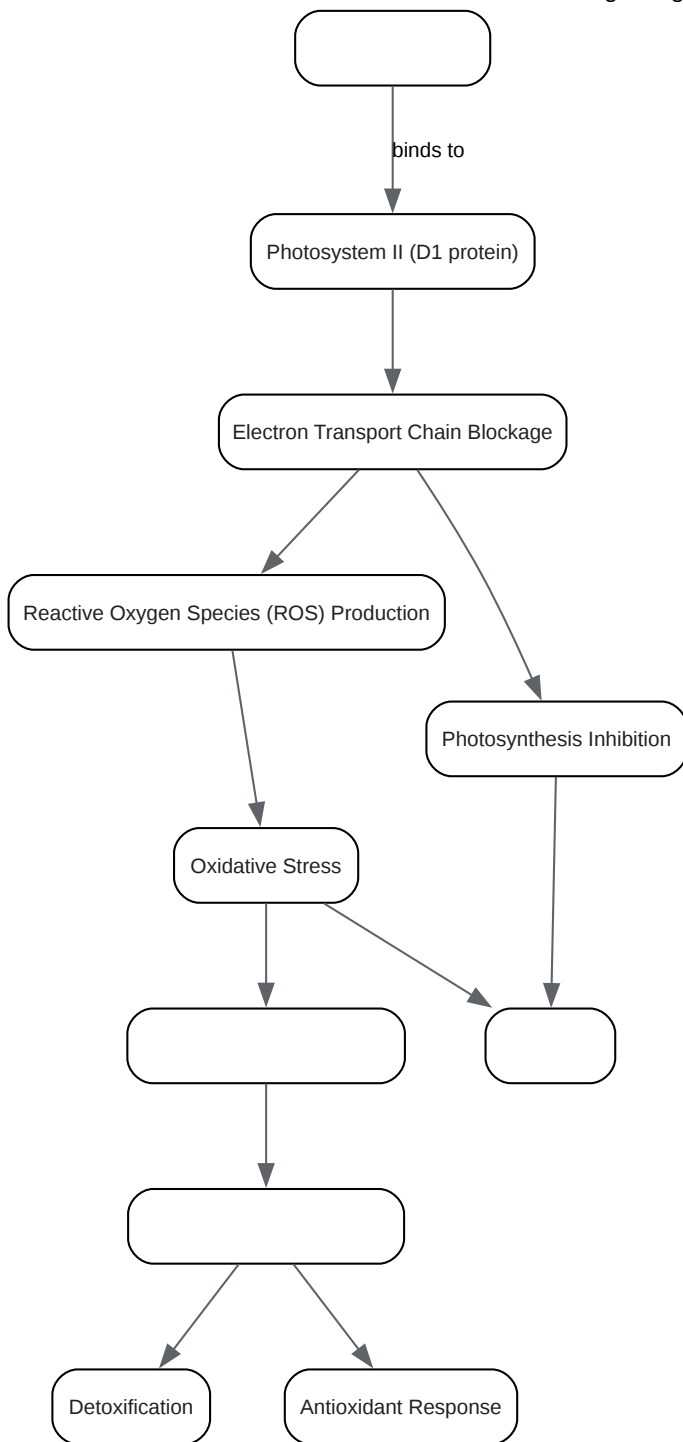 binds to
Photosystem II (D1 protein)
Electron Transport Chain Blockage
Reactive Oxygen Species (ROS) Production
Photosynthesis Inhibition
Oxidative Stress
Detoxification
Antioxidant Response